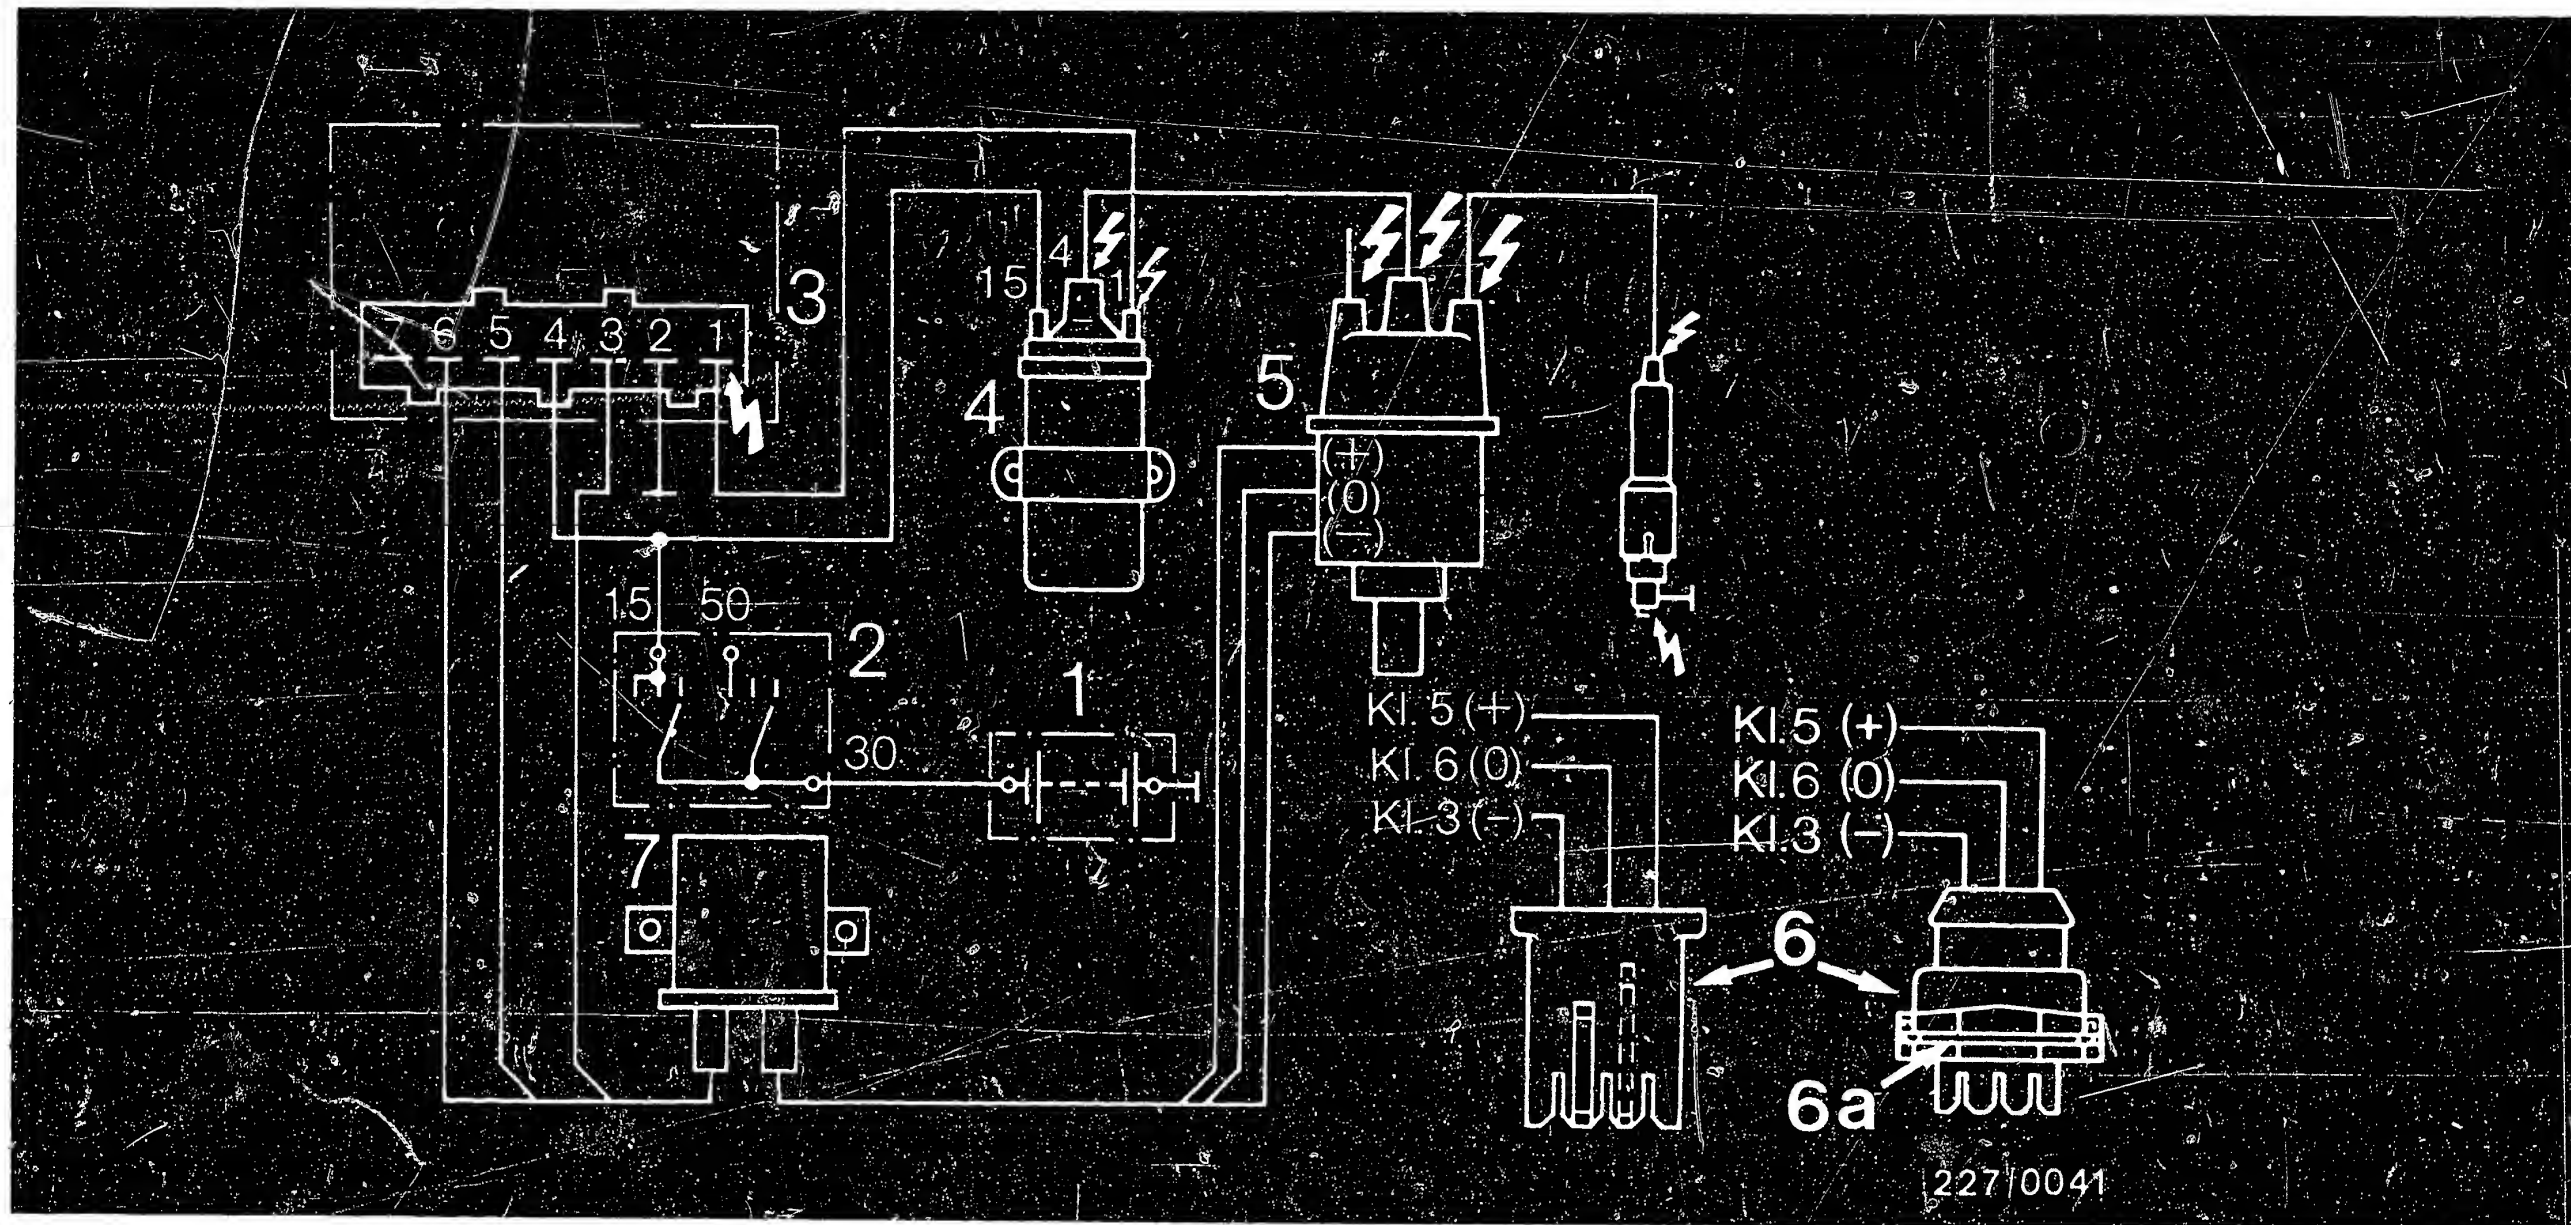 3
4
15
1
7 6 5 4 3 2 1
4
5
(+)
(0)
(−)
15 50
2
1
30
Kl. 5 (+)
Kl. 6 (0)
Kl. 3 (−)
Kl. 5 (+)
Kl. 6 (0)
Kl. 3 (−)
7
6
6a
227/0041